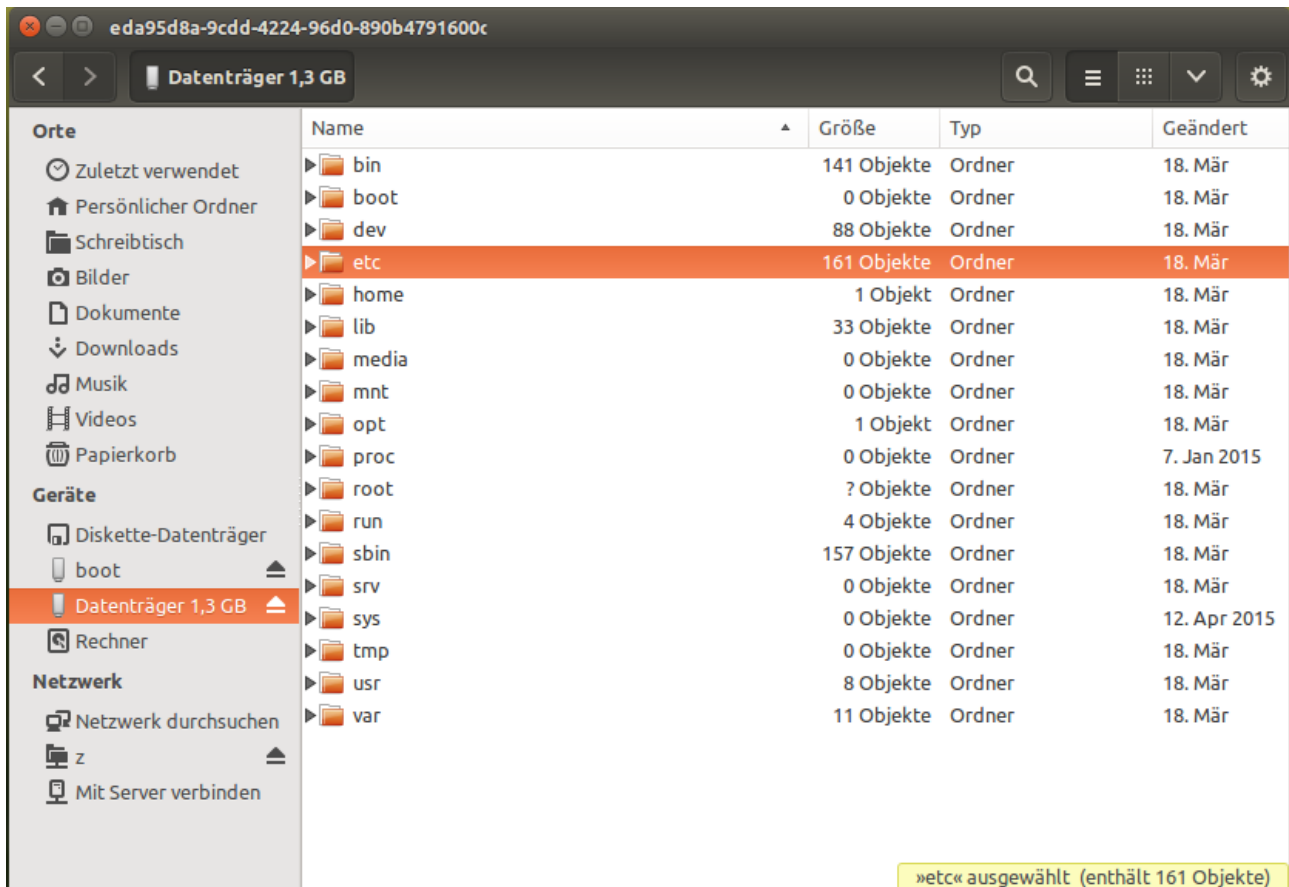 eda95d8a-9cdd-4224-96d0-890b4791600c
Datenträger 1,3 GB
Orte
Zuletzt verwendet
Persönlicher Ordner
Schreibtisch
Bilder
Dokumente
Downloads
Musik
Videos
Papierkorb
Geräte
Diskette-Datenträger
boot
Datenträger 1,3 GB
Rechner
Netzwerk
Netzwerk durchsuchen
z
Mit Server verbinden
Name Größe Typ Geändert
bin 141 Objekte Ordner 18. Mär
boot 0 Objekte Ordner 18. Mär
dev 88 Objekte Ordner 18. Mär
etc 161 Objekte Ordner 18. Mär
home 1 Objekt Ordner 18. Mär
lib 33 Objekte Ordner 18. Mär
media 0 Objekte Ordner 18. Mär
mnt 0 Objekte Ordner 18. Mär
opt 1 Objekt Ordner 18. Mär
proc 0 Objekte Ordner 7. Jan 2015
root ? Objekte Ordner 18. Mär
run 4 Objekte Ordner 18. Mär
sbin 157 Objekte Ordner 18. Mär
srv 0 Objekte Ordner 18. Mär
sys 0 Objekte Ordner 12. Apr 2015
tmp 0 Objekte Ordner 18. Mär
usr 8 Objekte Ordner 18. Mär
var 11 Objekte Ordner 18. Mär
»etc« ausgewählt (enthält 161 Objekte)